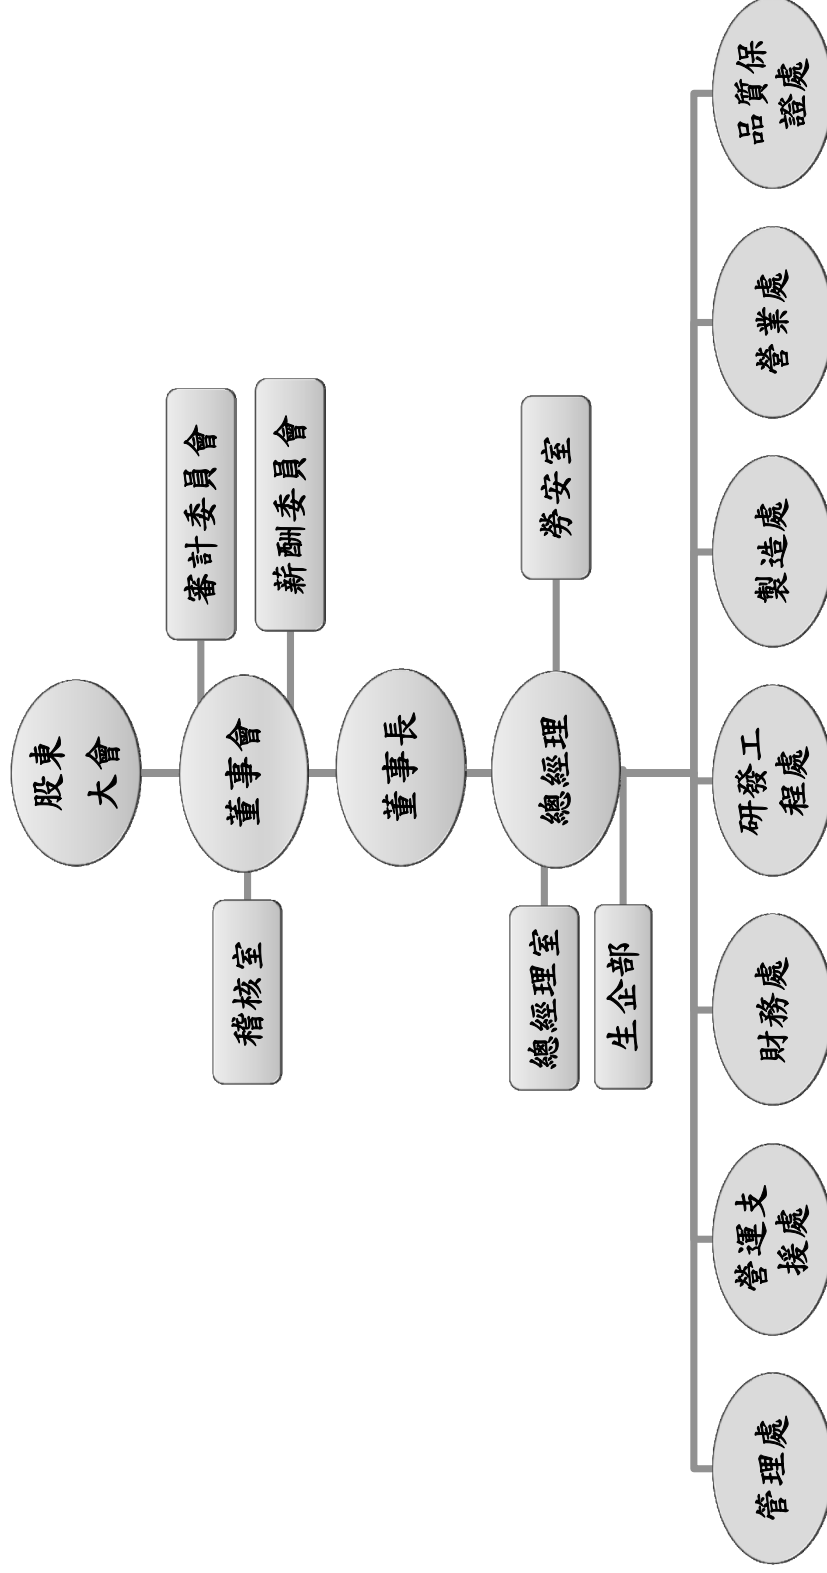 股東
大會
審計委員會
董事會
薪酬委員會
稽核室
董事長
總經理
勞安室
總經理室
生企部
管理處
營運支
援處
財務處
研發工
程處
製造處
營業處
品質保
證處